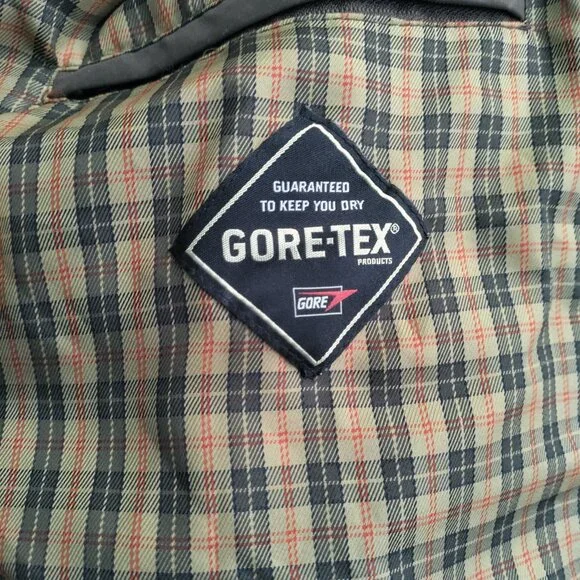 GUARANTEED
TO KEEP YOU DRY
GORE-TEX®
PRODUCTS
GORE